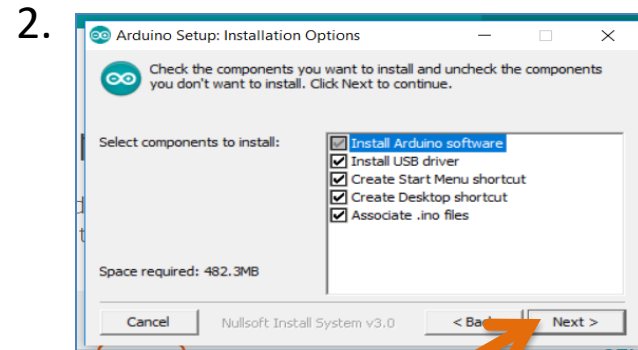 2.
Arduino Setup: Installation Options
Check the components you want to install and uncheck the components
you don't want to install. Click Next to continue.
Select components to install:
Install Arduino software
Install USB driver
Create Start Menu shortcut
Create Desktop shortcut
Associate .ino files
Space required: 482.3MB
Cancel
Nullsoft Install System v3.0
< Ba
Next >